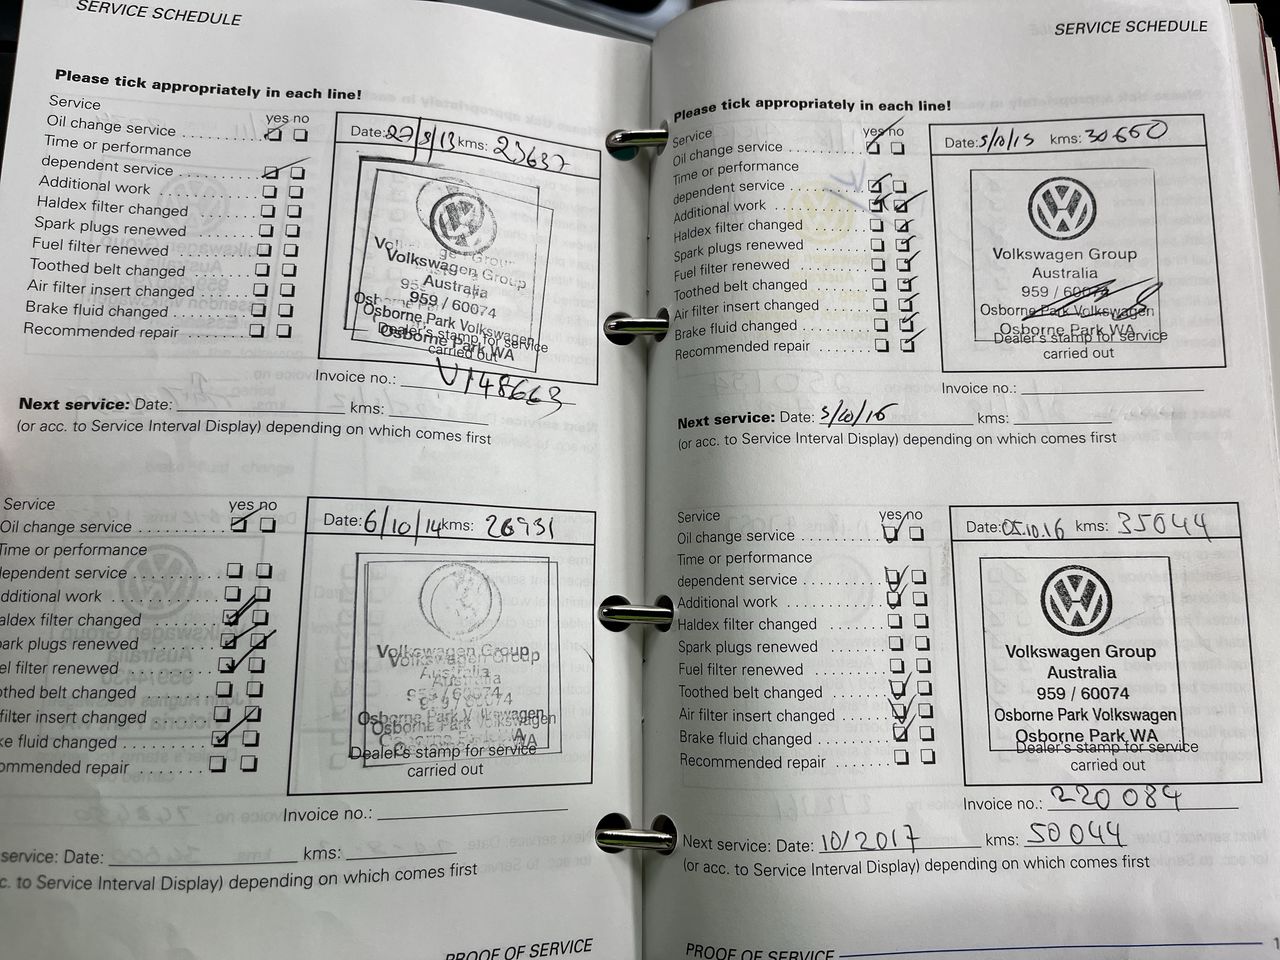 SERVICE SCHEDULE
Please tick appropriately in each line!
Service
yes no
Oil change service
Time or performance
dependent service
Additional work
Haldex filter changed
Spark plugs renewed
Fuel filter renewed
Toothed belt changed
Air filter insert changed
Brake fluid changed
Recommended repair
Date: 27/9/13 kms: 23637
Volkswagen Group
Australia
959 / 60074
Osborne Park Volkswagen
Osborne Park WA
Dealer's stamp for service
carried out
Invoice no.: V148663
Next service: Date: kms:
(or acc. to Service Interval Display) depending on which comes first
Service
yes no
Oil change service
Time or performance
dependent service
additional work
aldex filter changed
park plugs renewed
el filter renewed
othed belt changed
filter insert changed
ke fluid changed
ommended repair
Date: 6/10/14 kms: 26931
Volkswagen Group
Australia
959 / 60074
Osborne Park Volkswagen
Dealer's stamp for service
carried out
Invoice no.:
service: Date: kms:
c. to Service Interval Display) depending on which comes first
PROOF OF SERVICE
SERVICE SCHEDULE
Please tick appropriately in each line!
Service
yes no
Oil change service
Time or performance
dependent service
Additional work
Haldex filter changed
Spark plugs renewed
Fuel filter renewed
Toothed belt changed
Air filter insert changed
Brake fluid changed
Recommended repair
Date: 5/10/15 kms: 30660
Volkswagen Group
Australia
959 / 60074
Osborne Park Volkswagen
Osborne Park WA
Dealer's stamp for service
carried out
Invoice no.:
Next service: Date: 5/10/16 kms:
(or acc. to Service Interval Display) depending on which comes first
Service
yes no
Oil change service
Time or performance
dependent service
Additional work
Haldex filter changed
Spark plugs renewed
Fuel filter renewed
Toothed belt changed
Air filter insert changed
Brake fluid changed
Recommended repair
Date: 05.10.16 kms: 35044
Volkswagen Group
Australia
959 / 60074
Osborne Park Volkswagen
Osborne Park WA
Dealer's stamp for service
carried out
Invoice no.: 220084
Next service: Date: 10/2017 kms: 50044
(or acc. to Service Interval Display) depending on which comes first
PROOF OF SERVICE
1